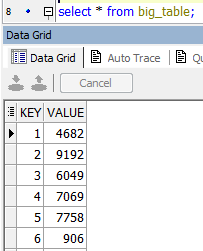 8 select * from big_table;
Data Grid
Data Grid Auto Trace
Cancel
KEY VALUE
1 4682
2 9192
3 6049
4 7069
5 7758
6 906